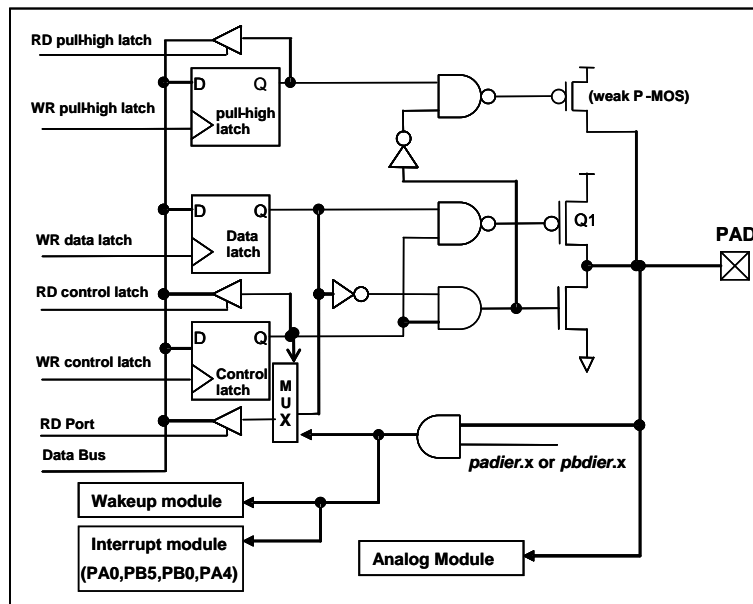 RD pull-high latch
D
Q
WR pull-high latch
pull-high
latch
(weak P-MOS)
D
Q
Q1
Data
latch
PAD
WR data latch
RD control latch
D
Q
WR control latch
Control
latch
M
U
X
RD Port
Data Bus
padier.x or pbdier.x
Wakeup module
Interrupt module
(PA0,PB5,PB0,PA4)
Analog Module